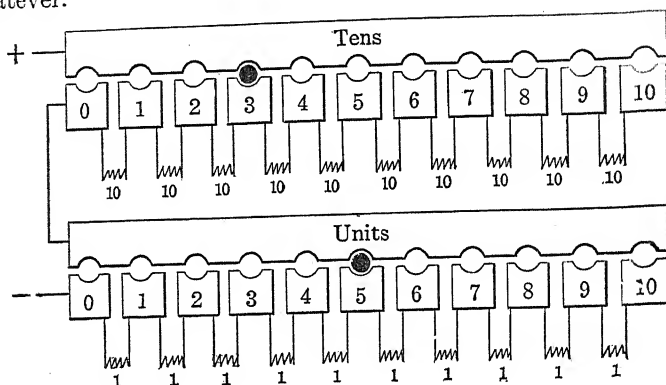 atever.
Tens
+
0 1 2 3 4 5 6 7 8 9 10
10 10 10 10 10 10 10 10 10 10
Units
−
0 1 2 3 4 5 6 7 8 9 10
1 1 1 1 1 1 1 1 1 1